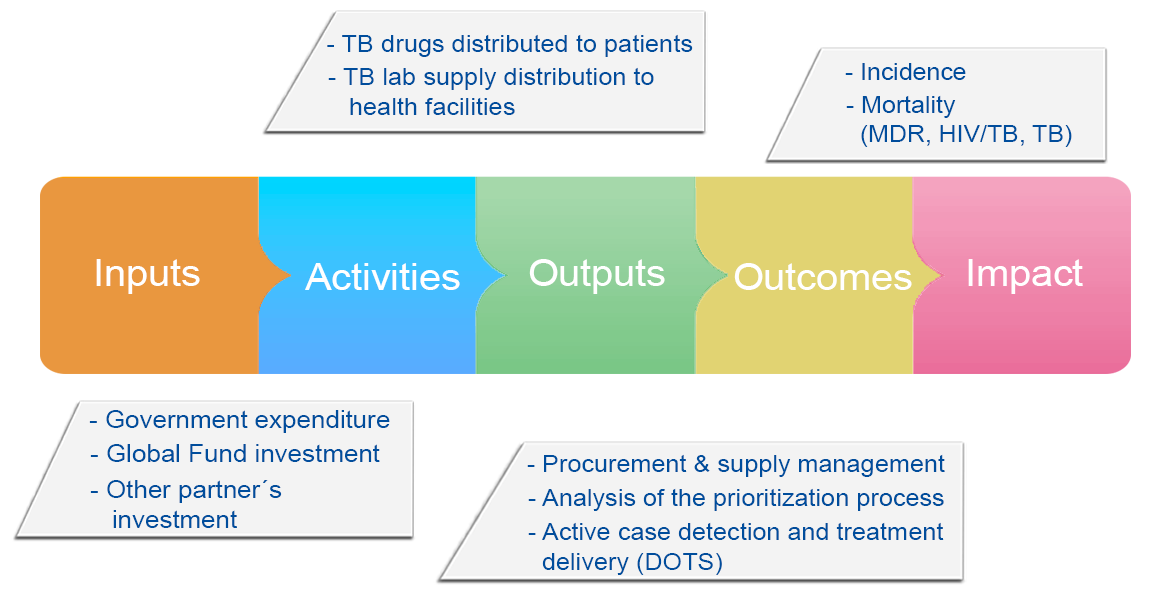 - TB drugs distributed to patients
- TB lab supply distribution to
health facilities
- Incidence
- Mortality
(MDR, HIV/TB, TB)
Inputs
Activities
Outputs
Outcomes
Impact
- Government expenditure
- Global Fund investment
- Other partner´s
investment
- Procurement & supply management
- Analysis of the prioritization process
- Active case detection and treatment
delivery (DOTS)